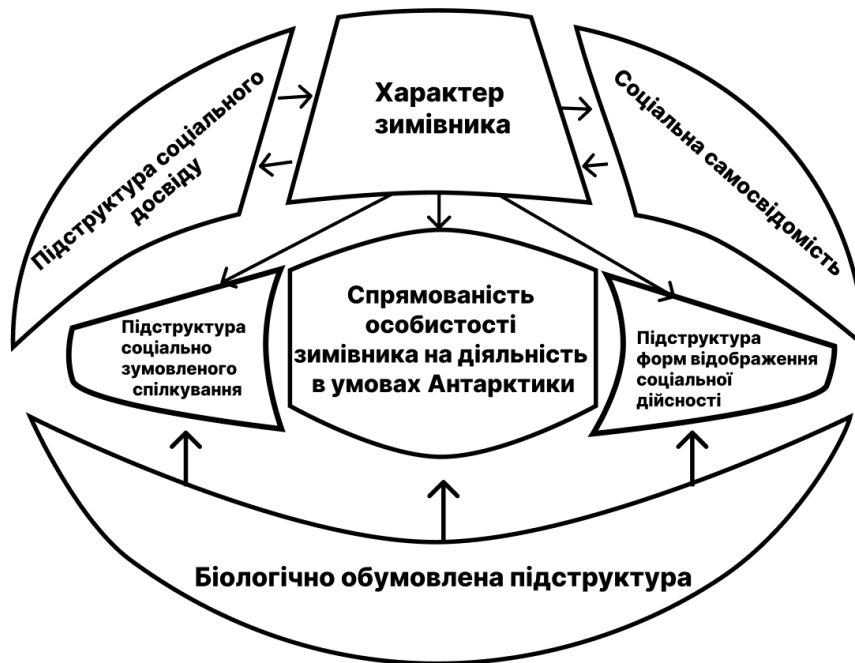 Підструктура соціального
досвіду
Характер
зимівника
Соціальна самосвідомість
Підструктура
соціально
зумовленого
спілкування
Спрямованість
особистості
зимівника на діяльність
в умовах Антарктики
Підструктура
форм відображення
соціальної
дійсності
Біологічно обумовлена підструктура